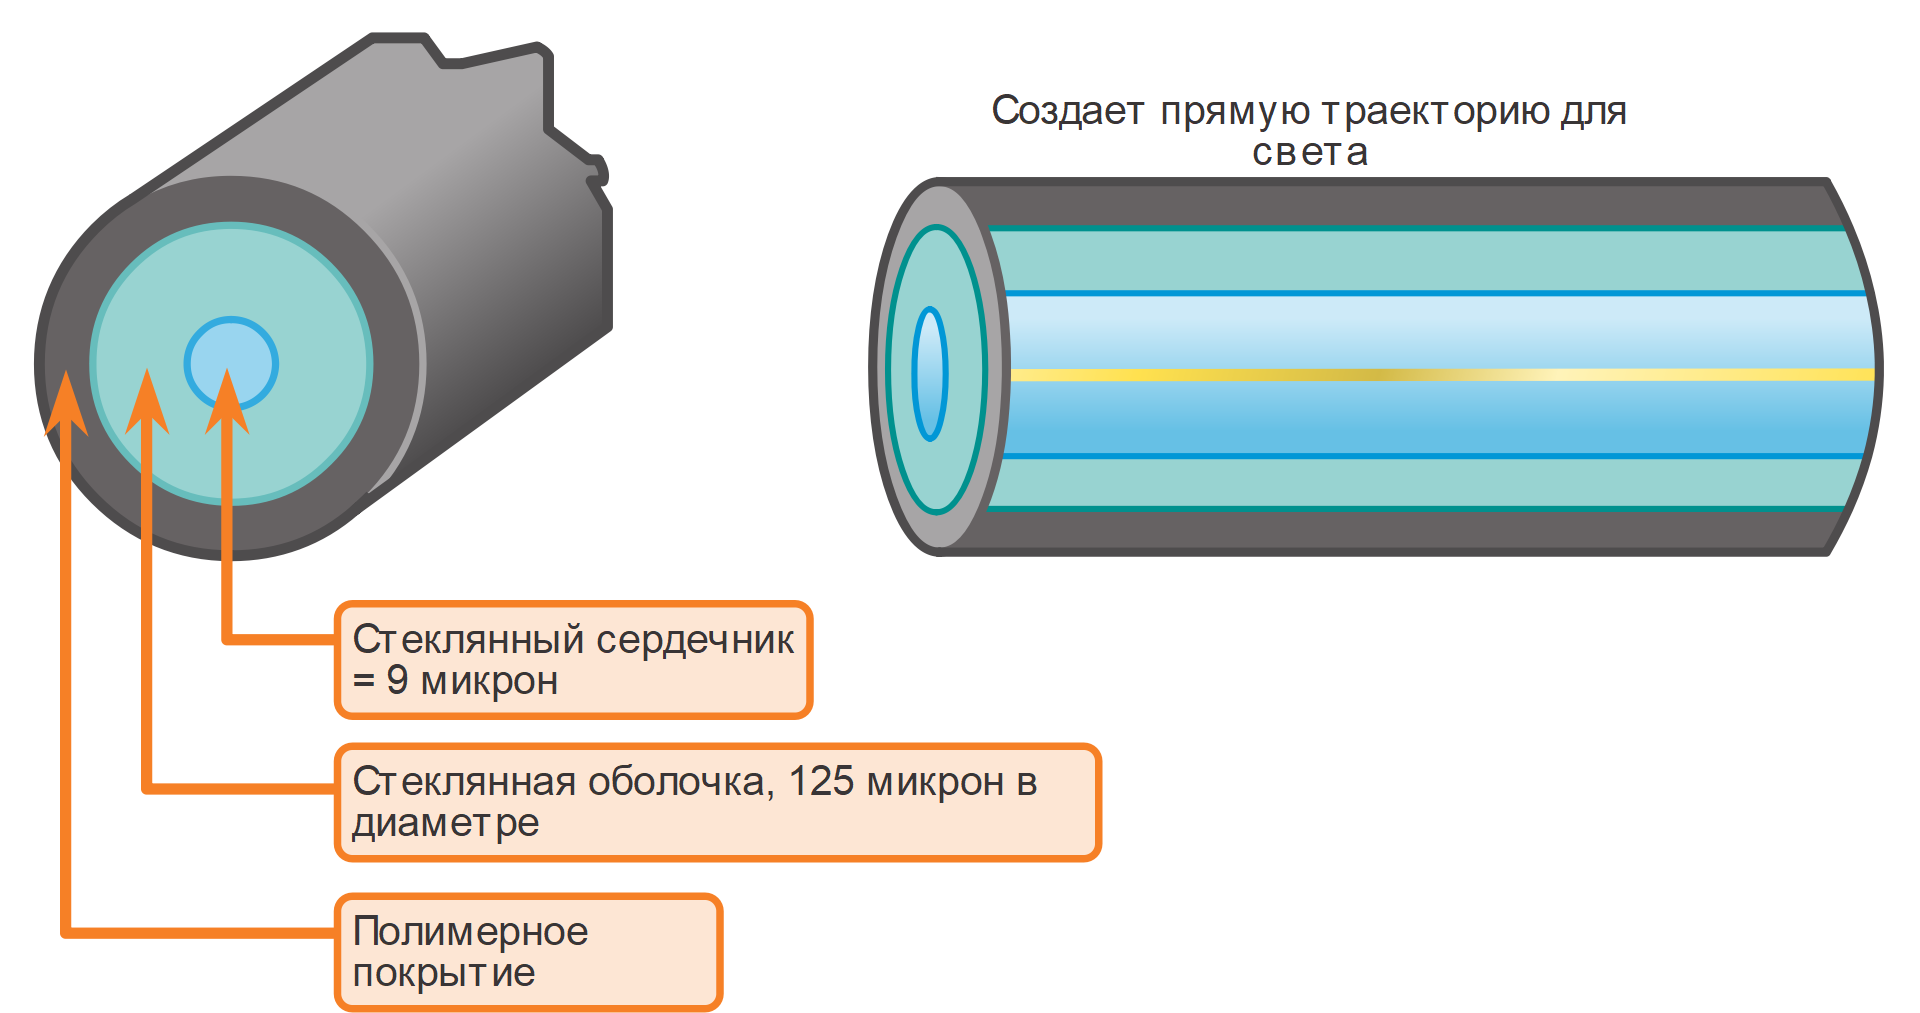 Создает прямую траекторию для
света
Стеклянный сердечник
= 9 микрон
Стеклянная оболочка, 125 микрон в
диаметре
Полимерное
покрытие